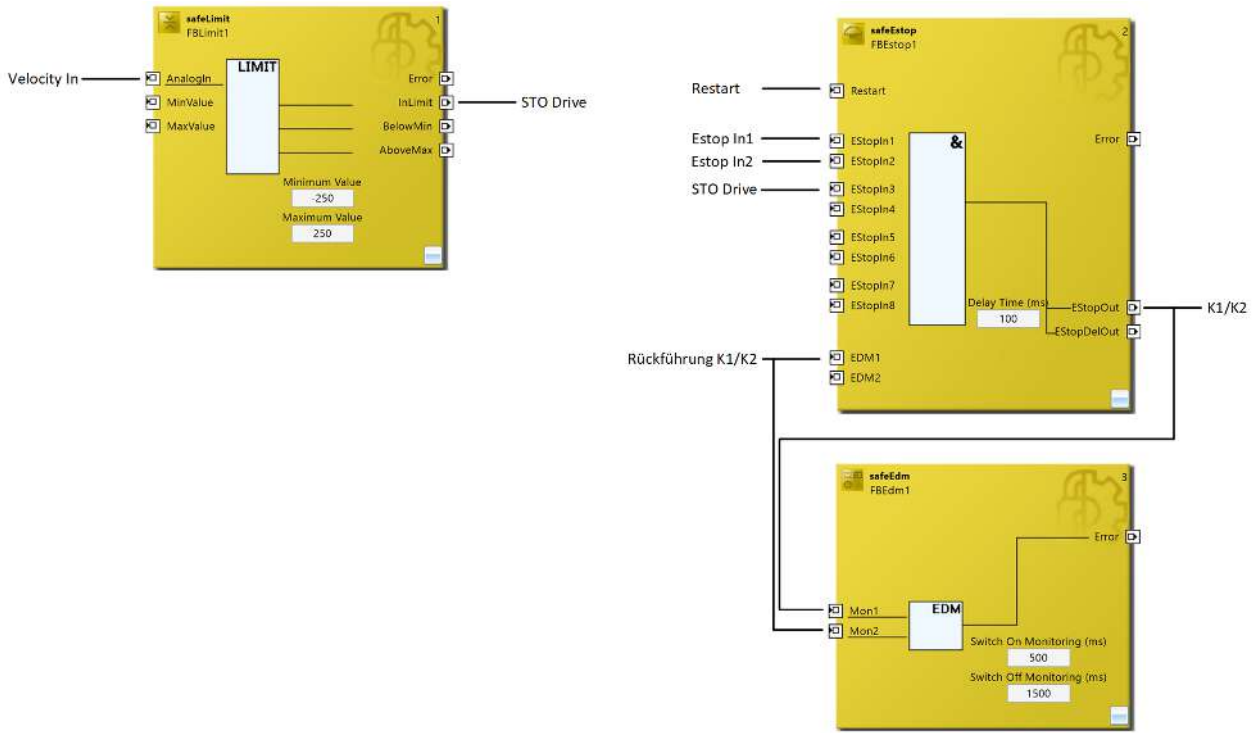 safeLimit
FBLimit1
1
Velocity In
LIMIT
AnalogIn
MinValue
MaxValue
Error
InLimit
BelowMin
AboveMax
STO Drive
Minimum Value
-250
Maximum Value
250
safeEstop
FBEstop1
2
Restart
Restart
Estop In1
Estop In2
STO Drive
EStopIn1
EStopIn2
EStopIn3
EStopIn4
EStopIn5
EStopIn6
EStopIn7
EStopIn8
&
Error
Delay Time (ms)
100
EStopOut
EStopDelOut
K1/K2
Rückführung K1/K2
EDM1
EDM2
safeEdm
FBEdm1
3
Error
Mon1
Mon2
EDM
Switch On Monitoring (ms)
500
Switch Off Monitoring (ms)
1500